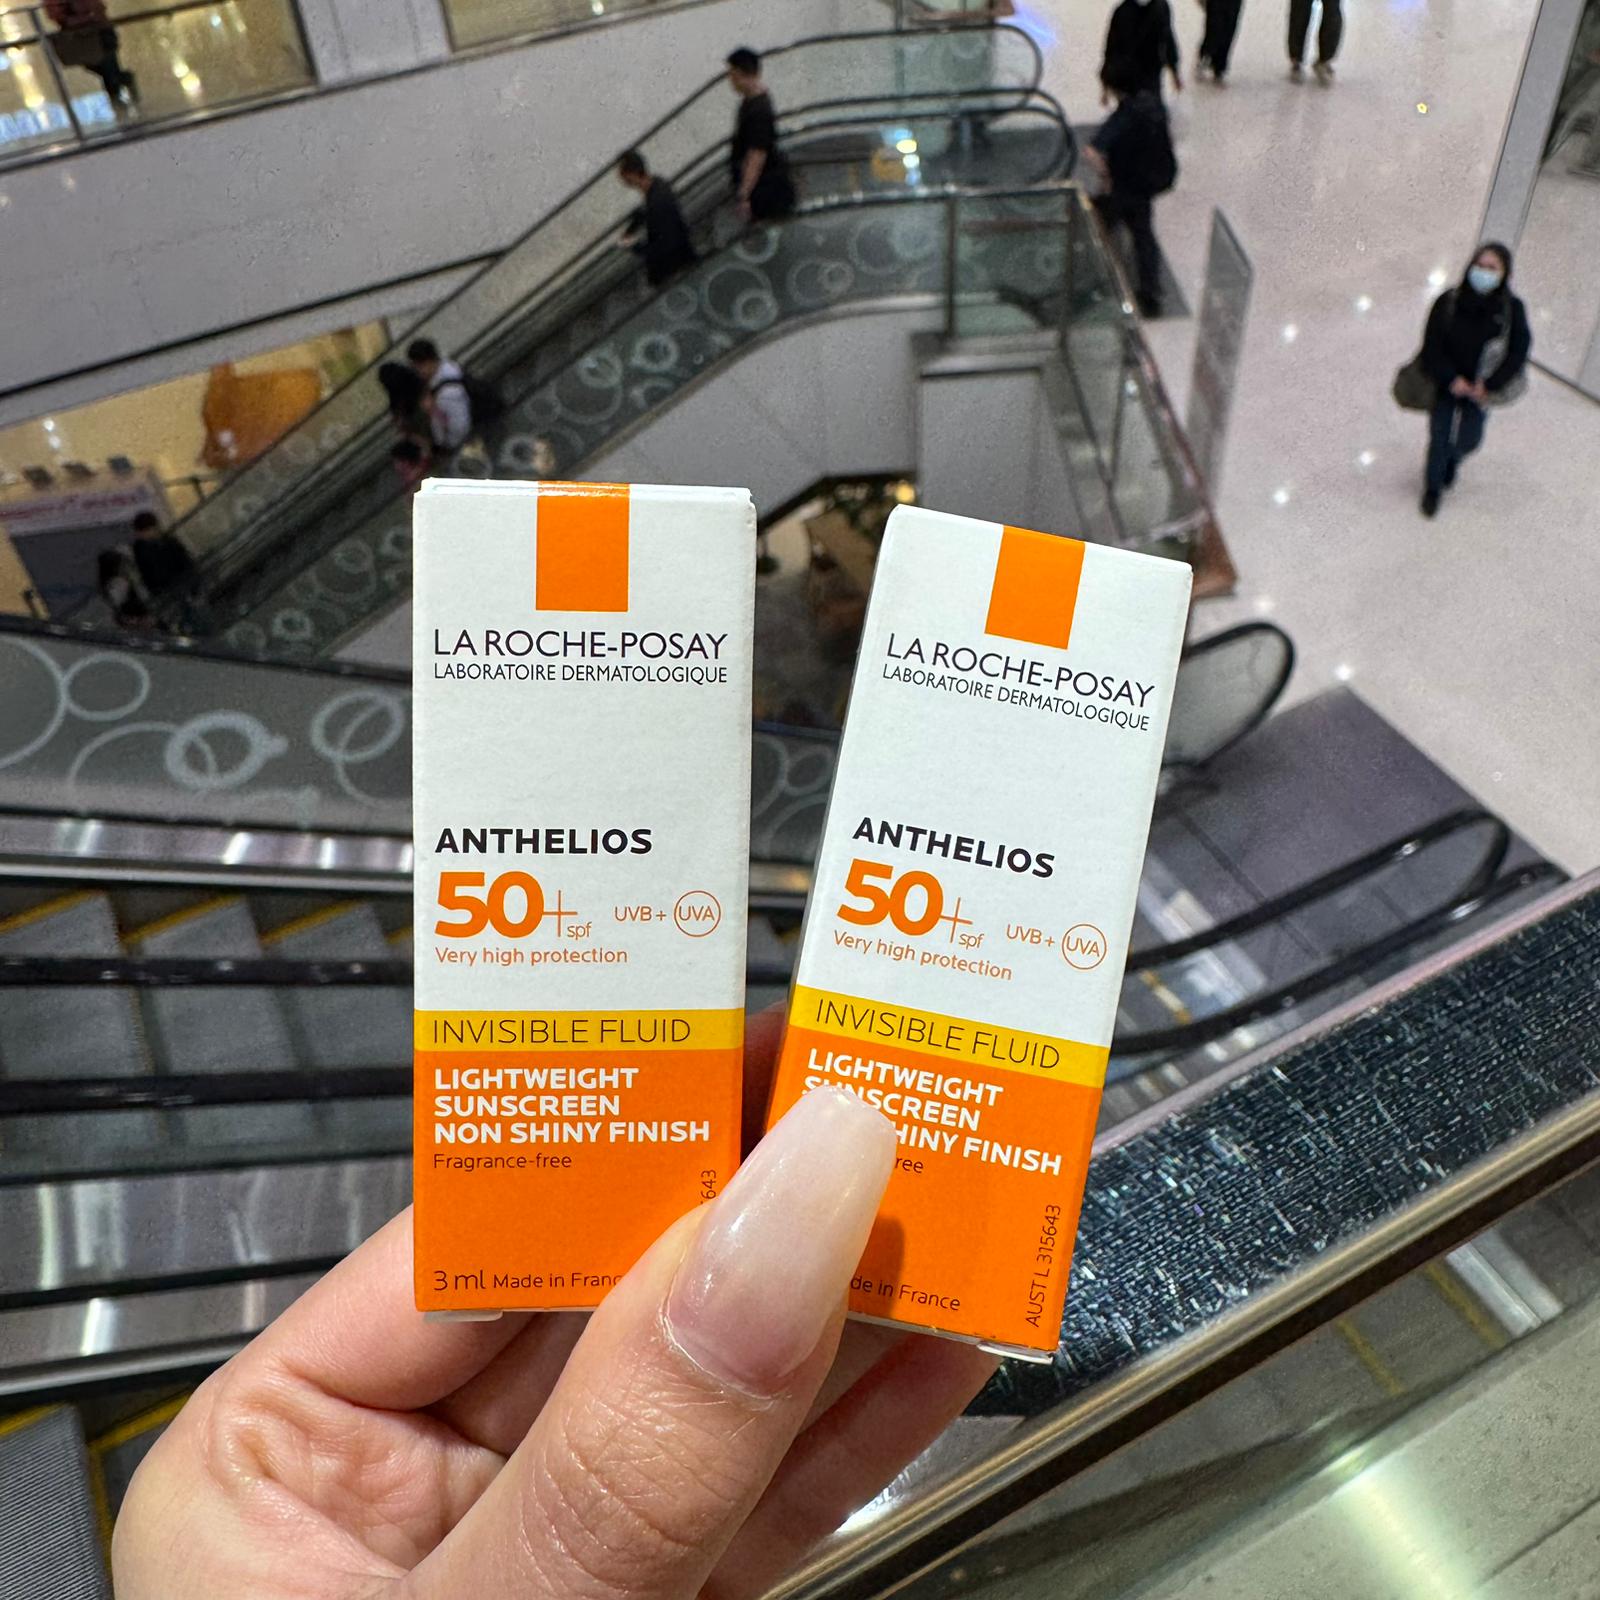 LA ROCHE-POSAY
LABORATOIRE DERMATOLOGIQUE
ANTHELIOS
50+ spf UVB+ UVA
Very high protection
INVISIBLE FLUID
LIGHTWEIGHT
SUNSCREEN
NON SHINY FINISH
Fragrance-free
643
3 ml Made in Franc
LA ROCHE-POSAY
LABORATOIRE DERMATOLOGIQUE
ANTHELIOS
50+ spf UVB+ UVA
Very high protection
INVISIBLE FLUID
LIGHTWEIGHT
SUNSCREEN
HINY FINISH
ree
de in France
AUST L 315643